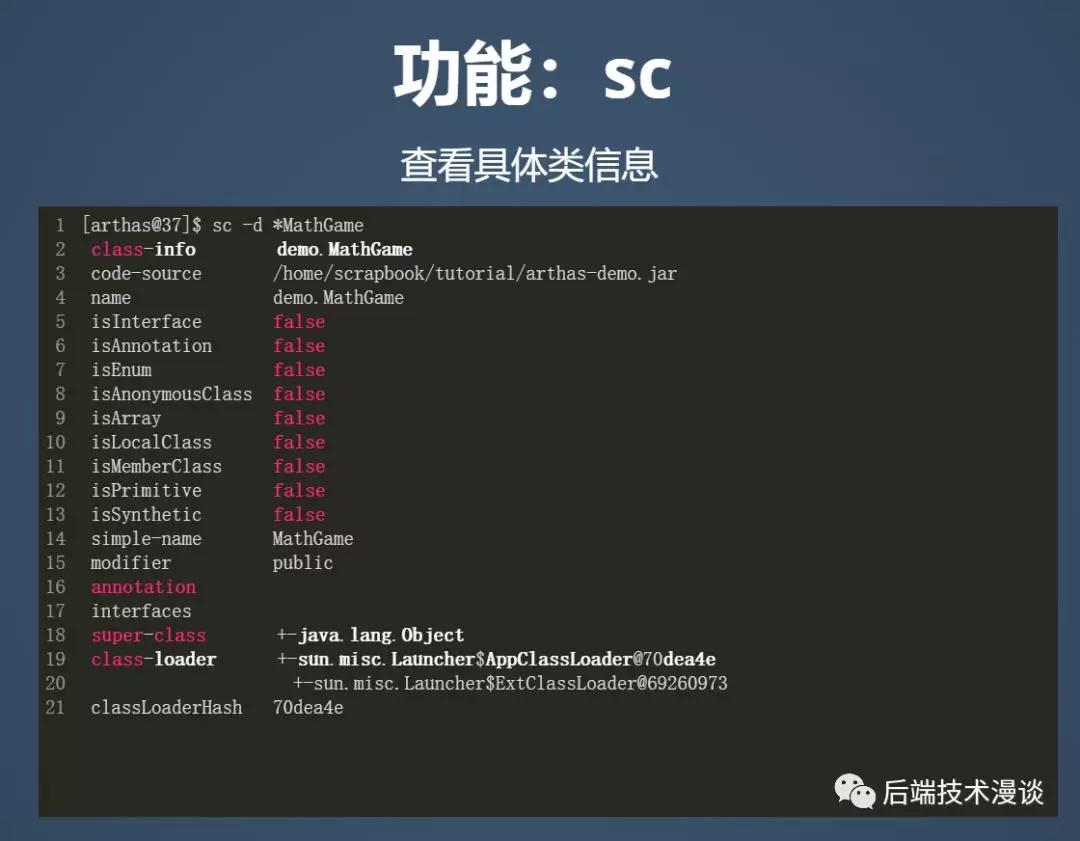 功能：sc
查看具体类信息
1 [arthas@37]$ sc -d *MathGame
2 class-info demo.MathGame
3 code-source /home/scrapbook/tutorial/arthas-demo.jar
4 name demo.MathGame
5 isInterface false
6 isAnnotation false
7 isEnum false
8 isAnonymousClass false
9 isArray false
10 isLocalClass false
11 isMemberClass false
12 isPrimitive false
13 isSynthetic false
14 simple-name MathGame
15 modifier public
16 annotation
17 interfaces
18 super-class +-java.lang.Object
19 class-loader +-sun.misc.Launcher$AppClassLoader@70dea4e
20 +-sun.misc.Launcher$ExtClassLoader@69260973
21 classLoaderHash 70dea4e
后端技术漫谈